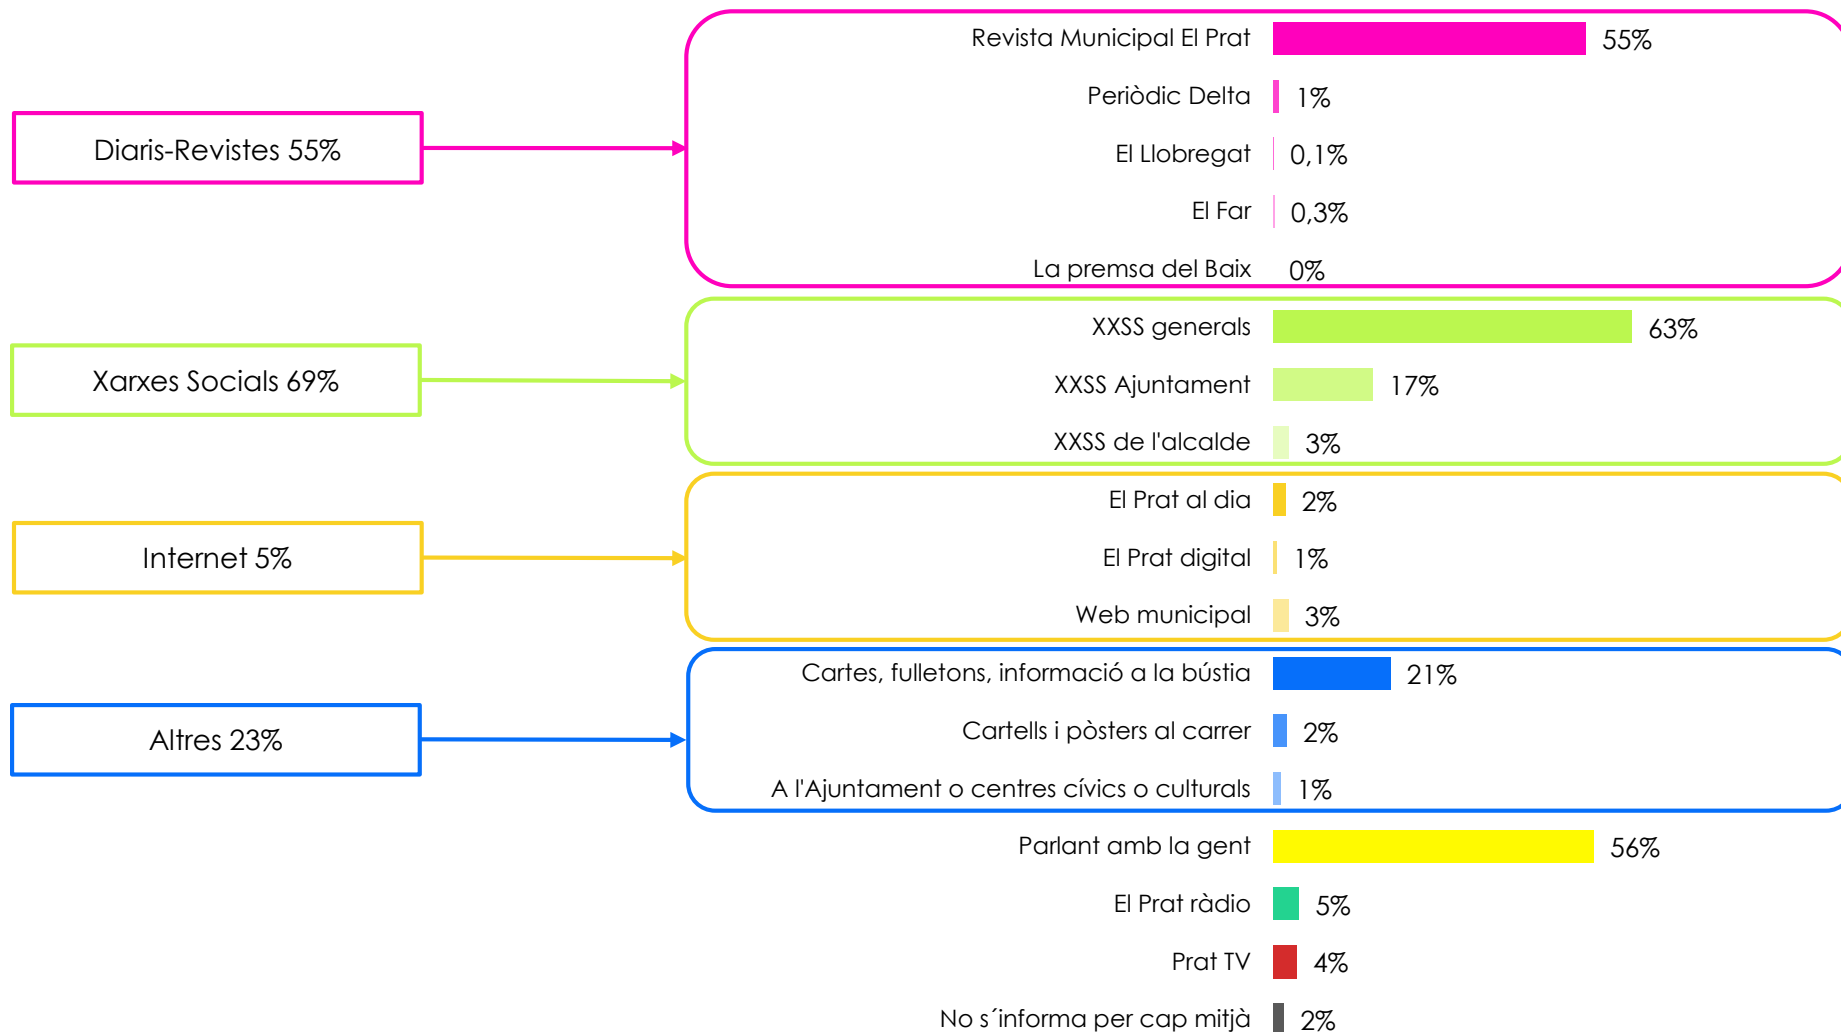 Diaris-Revistes 55%
Revista Municipal El Prat 55%
Periòdic Delta 1%
El Llobregat 0,1%
El Far 0,3%
La premsa del Baix 0%
Xarxes Socials 69%
XXSS generals 63%
XXSS Ajuntament 17%
XXSS de l'alcalde 3%
Internet 5%
El Prat al dia 2%
El Prat digital 1%
Web municipal 3%
Altres 23%
Cartes, fulletons, informació a la bústia 21%
Cartells i pòsters al carrer 2%
A l'Ajuntament o centres cívics o culturals 1%
Parlant amb la gent 56%
El Prat ràdio 5%
Prat TV 4%
No s´informa per cap mitjà 2%